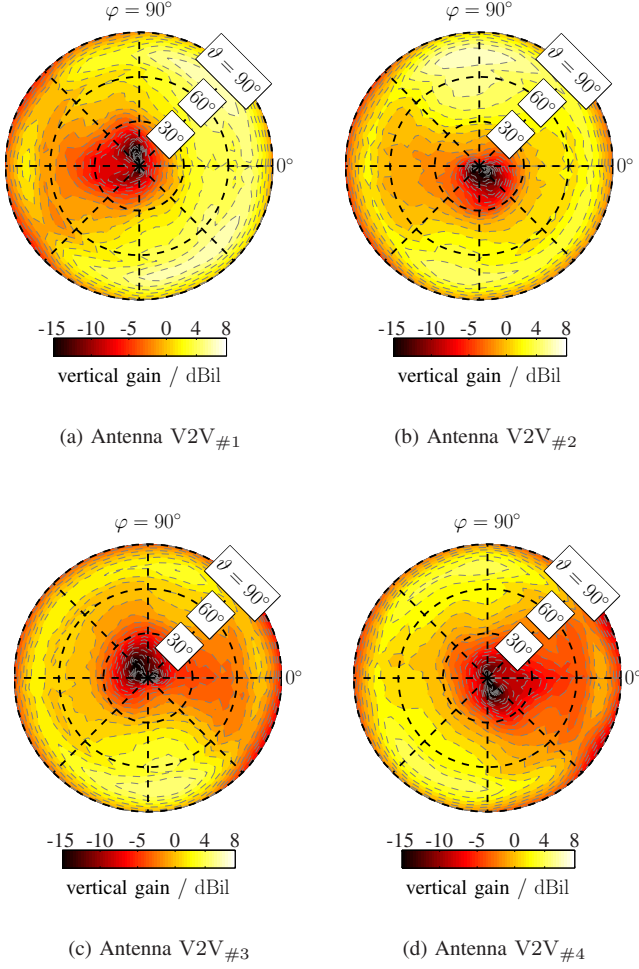 φ = 90° φ = 90°
ϑ = 90° ϑ = 90°
60° 60°
30° 30°
0° 0°
-15 -10 -5 0 4 8 -15 -10 -5 0 4 8
vertical gain / dBil vertical gain / dBil
(a) Antenna V2V#1 (b) Antenna V2V#2
φ = 90° φ = 90°
ϑ = 90° ϑ = 90°
60° 60°
30° 30°
0° 0°
-15 -10 -5 0 4 8 -15 -10 -5 0 4 8
vertical gain / dBil vertical gain / dBil
(c) Antenna V2V#3 (d) Antenna V2V#4